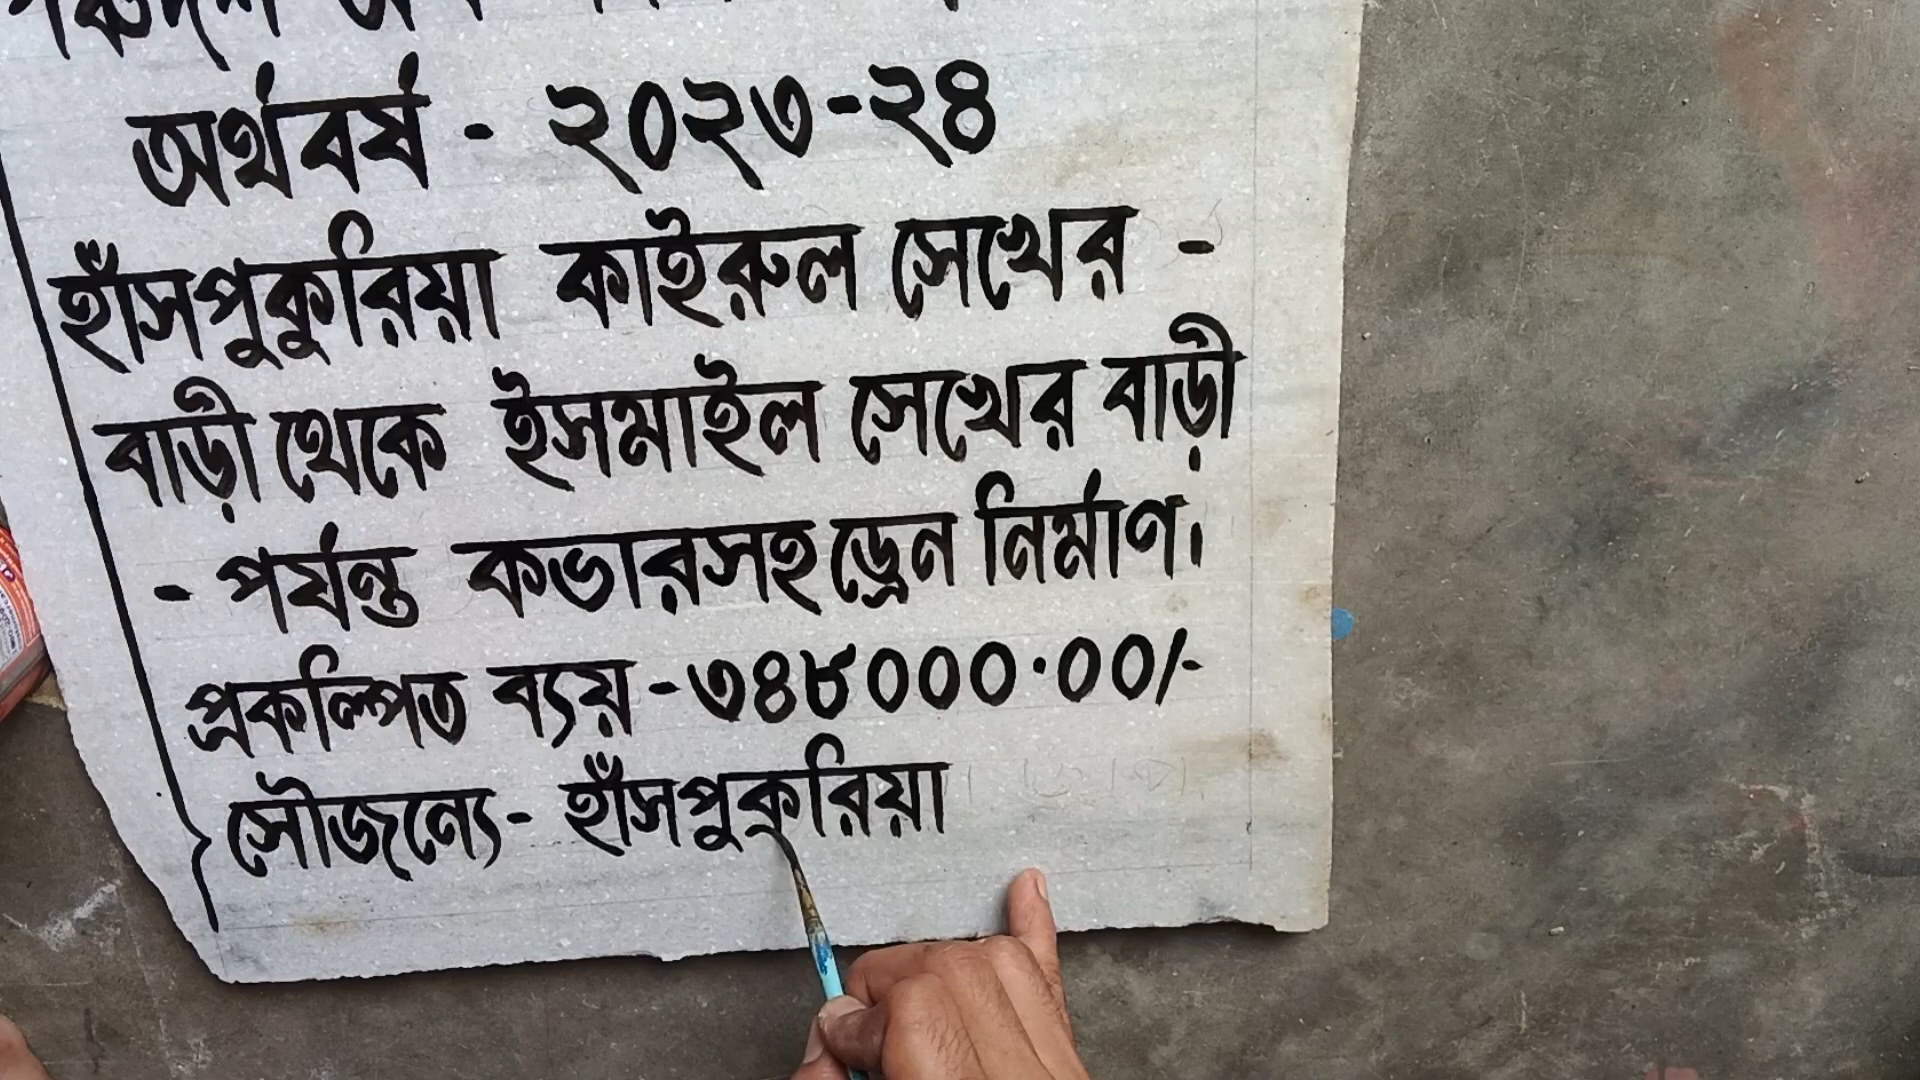 অর্থবর্ষ - ২০২৩-২৪
হাঁসপুকুরিয়া কাইরুল সেখের -
বাড়ী থেকে ইসমাইল সেখের বাড়ী
- পর্যন্ত কভারসহ ড্রেন নির্মাণ।
প্রকল্পিত ব্যয় -৩৪৮০০০.০০/-
সৌজন্যে- হাঁসপুকুরিয়া